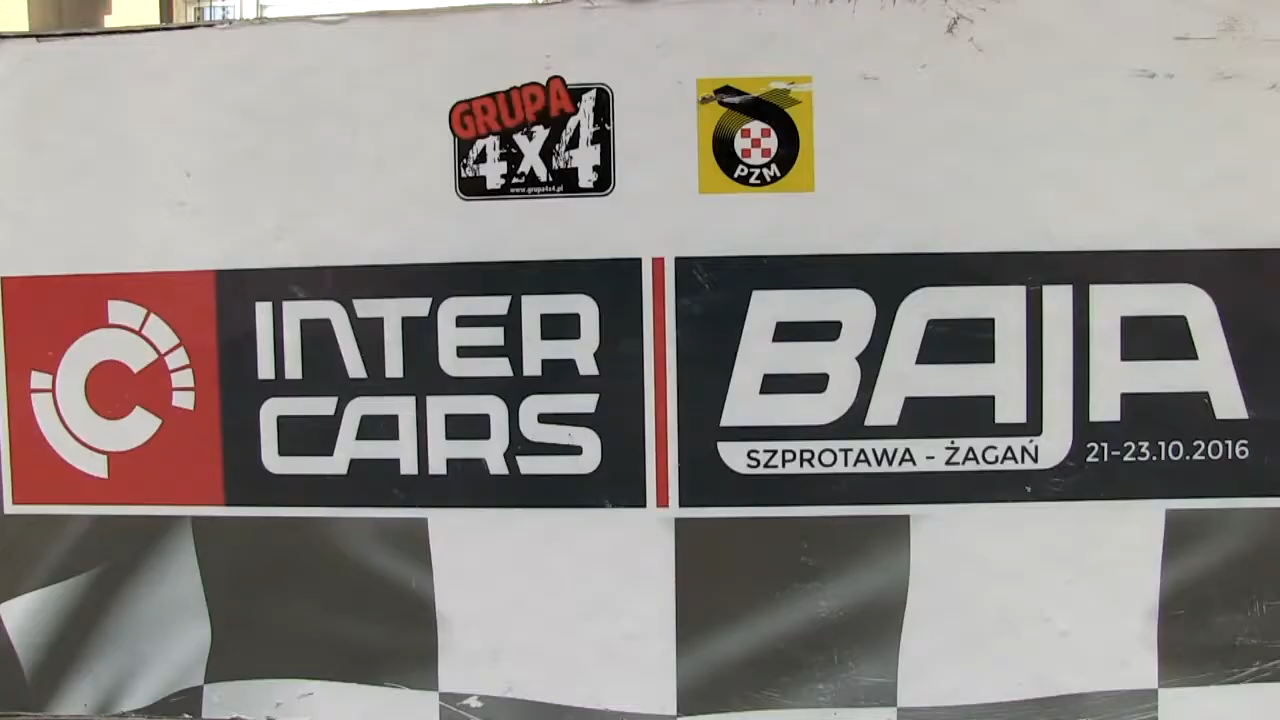 GRUPA
4x4
www.grupa4x4.pl
PZM
INTER
CARS
BAJA
SZPROTAWA - ŻAGAŃ
21-23.10.2016